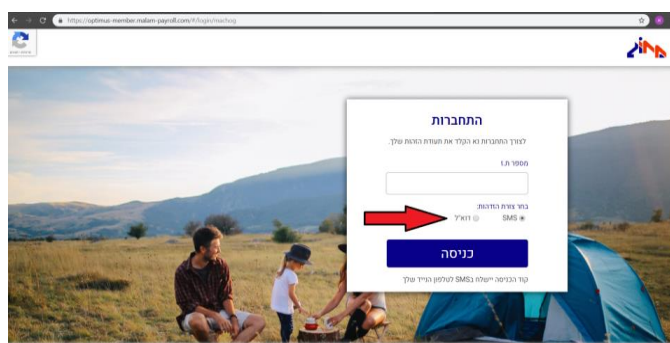 https://optimus-member.malam-payroll.com/#/login/machog
התחברות
לצורך התחברות נא הקלד את תעודת הזהות שלך.
מספר ת.ז
בחר צורת הזדהות:
SMS דוא"ל
כניסה
קוד הכניסה יישלח בSMS לטלפון הנייד שלך